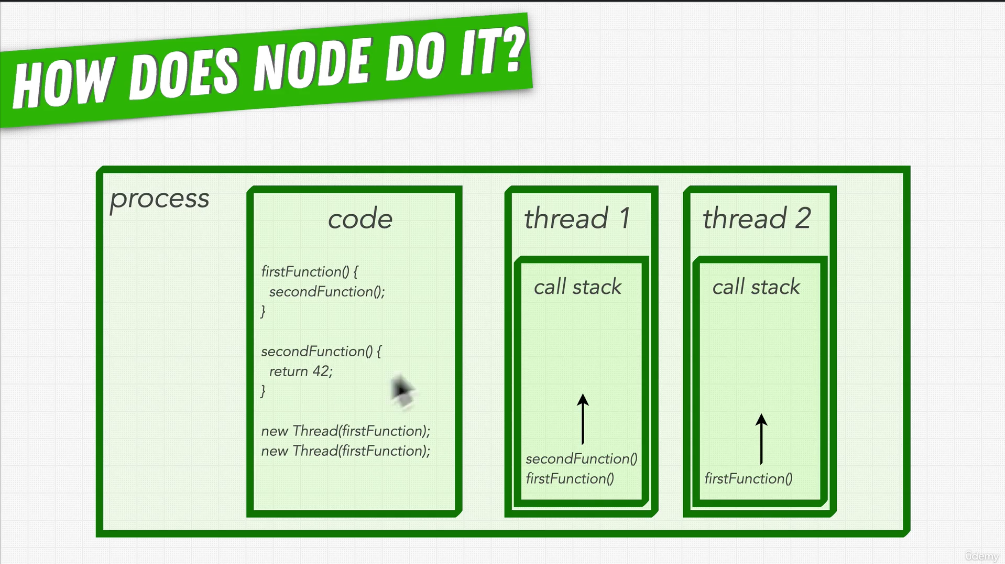 HOW DOES NODE DO IT?
process
code
firstFunction() {
secondFunction();
}
secondFunction() {
return 42;
}
new Thread(firstFunction);
new Thread(firstFunction);
thread 1
call stack
secondFunction()
firstFunction()
thread 2
call stack
firstFunction()
ûdemy